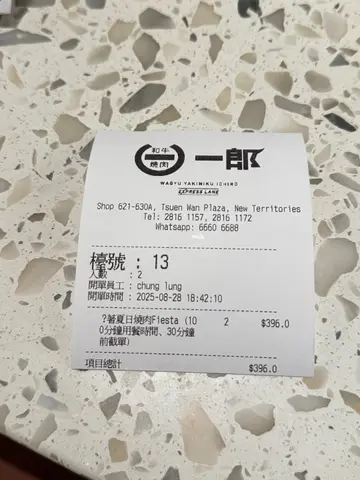 和牛
燒肉
一郎
WAGYU YAKINIKU ICHIRO
EXPRESS LANE
Shop 621-630A, Tsuen Wan Plaza, New Territories
Tel: 2816 1157, 2816 1172
Whatsapp: 6660 6688
檯號 : 13
人數 : 2
開單員工 : chung lung
開單時間 : 2025-08-28 18:42:10
?著夏日燒肉Fiesta (10 2 $396.0
0分鐘用餐時間、30分鐘
前截單)
項目總計 $396.0